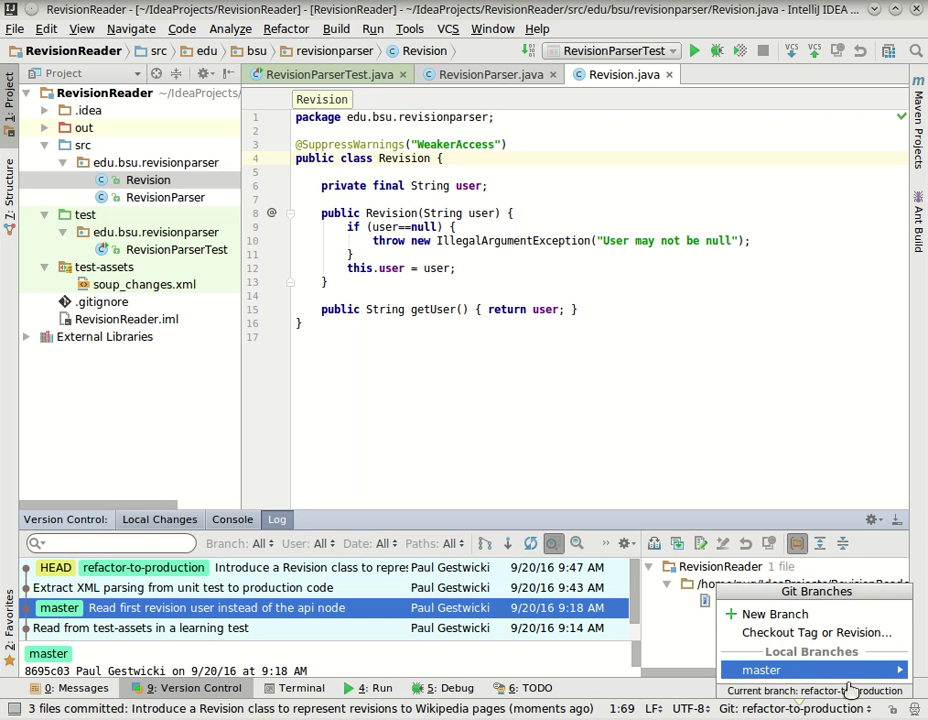 RevisionReader - [~/IdeaProjects/RevisionReader] - [RevisionReader] - ~/IdeaProjects/RevisionReader/src/edu/bsu/revisionparser/Revision.java - IntelliJ IDEA ...
File Edit View Navigate Code Analyze Refactor Build Run Tools VCS Window Help
RevisionReader src edu bsu revisionparser Revision RevisionParserTest VCS VCS
Project RevisionParserTest.java × RevisionParser.java × Revision.java ×
1: Project
7: Structure
2: Favorites
RevisionReader ~/IdeaProjects/
.idea
out
src
edu.bsu.revisionparser
Revision
RevisionParser
test
edu.bsu.revisionparser
RevisionParserTest
test-assets
soup_changes.xml
.gitignore
RevisionReader.iml
External Libraries
Revision
1 package edu.bsu.revisionparser;
2
3 @SuppressWarnings("WeakerAccess")
4 public class Revision {
5
6 private final String user;
7
8 @ public Revision(String user) {
9 if (user==null) {
10 throw new IllegalArgumentException("User may not be null");
11 }
12 this.user = user;
13 }
14
15 public String getUser() { return user; }
16 }
17
Maven Projects
Ant Build
Version Control: Local Changes Console Log
Branch: All User: All Date: All Paths: All
HEAD refactor-to-production Introduce a Revision class to repres Paul Gestwicki 9/20/16 9:47 AM
Extract XML parsing from unit test to production code Paul Gestwicki 9/20/16 9:43 AM
master Read first revision user instead of the api node Paul Gestwicki 9/20/16 9:18 AM
Read from test-assets in a learning test Paul Gestwicki 9/20/16 9:14 AM
master
8695c03 Paul Gestwicki on 9/20/16 at 9:18 AM
RevisionReader 1 file
Git Branches
New Branch
Checkout Tag or Revision...
Local Branches
master
Current branch: refactor-to-production
0: Messages 9: Version Control Terminal 4: Run 5: Debug 6: TODO
3 files committed: Introduce a Revision class to represent revisions to Wikipedia pages (moments ago) 1:69 LF UTF-8 Git: refactor-to-production